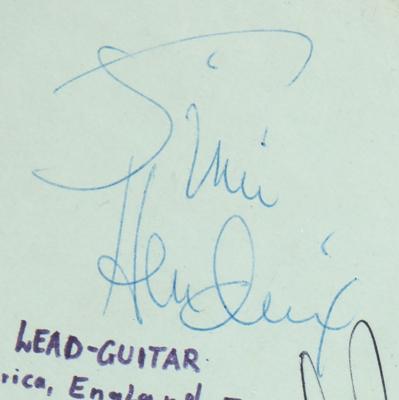 Jimi
Hendrix
LEAD-GUITAR
rica, England,